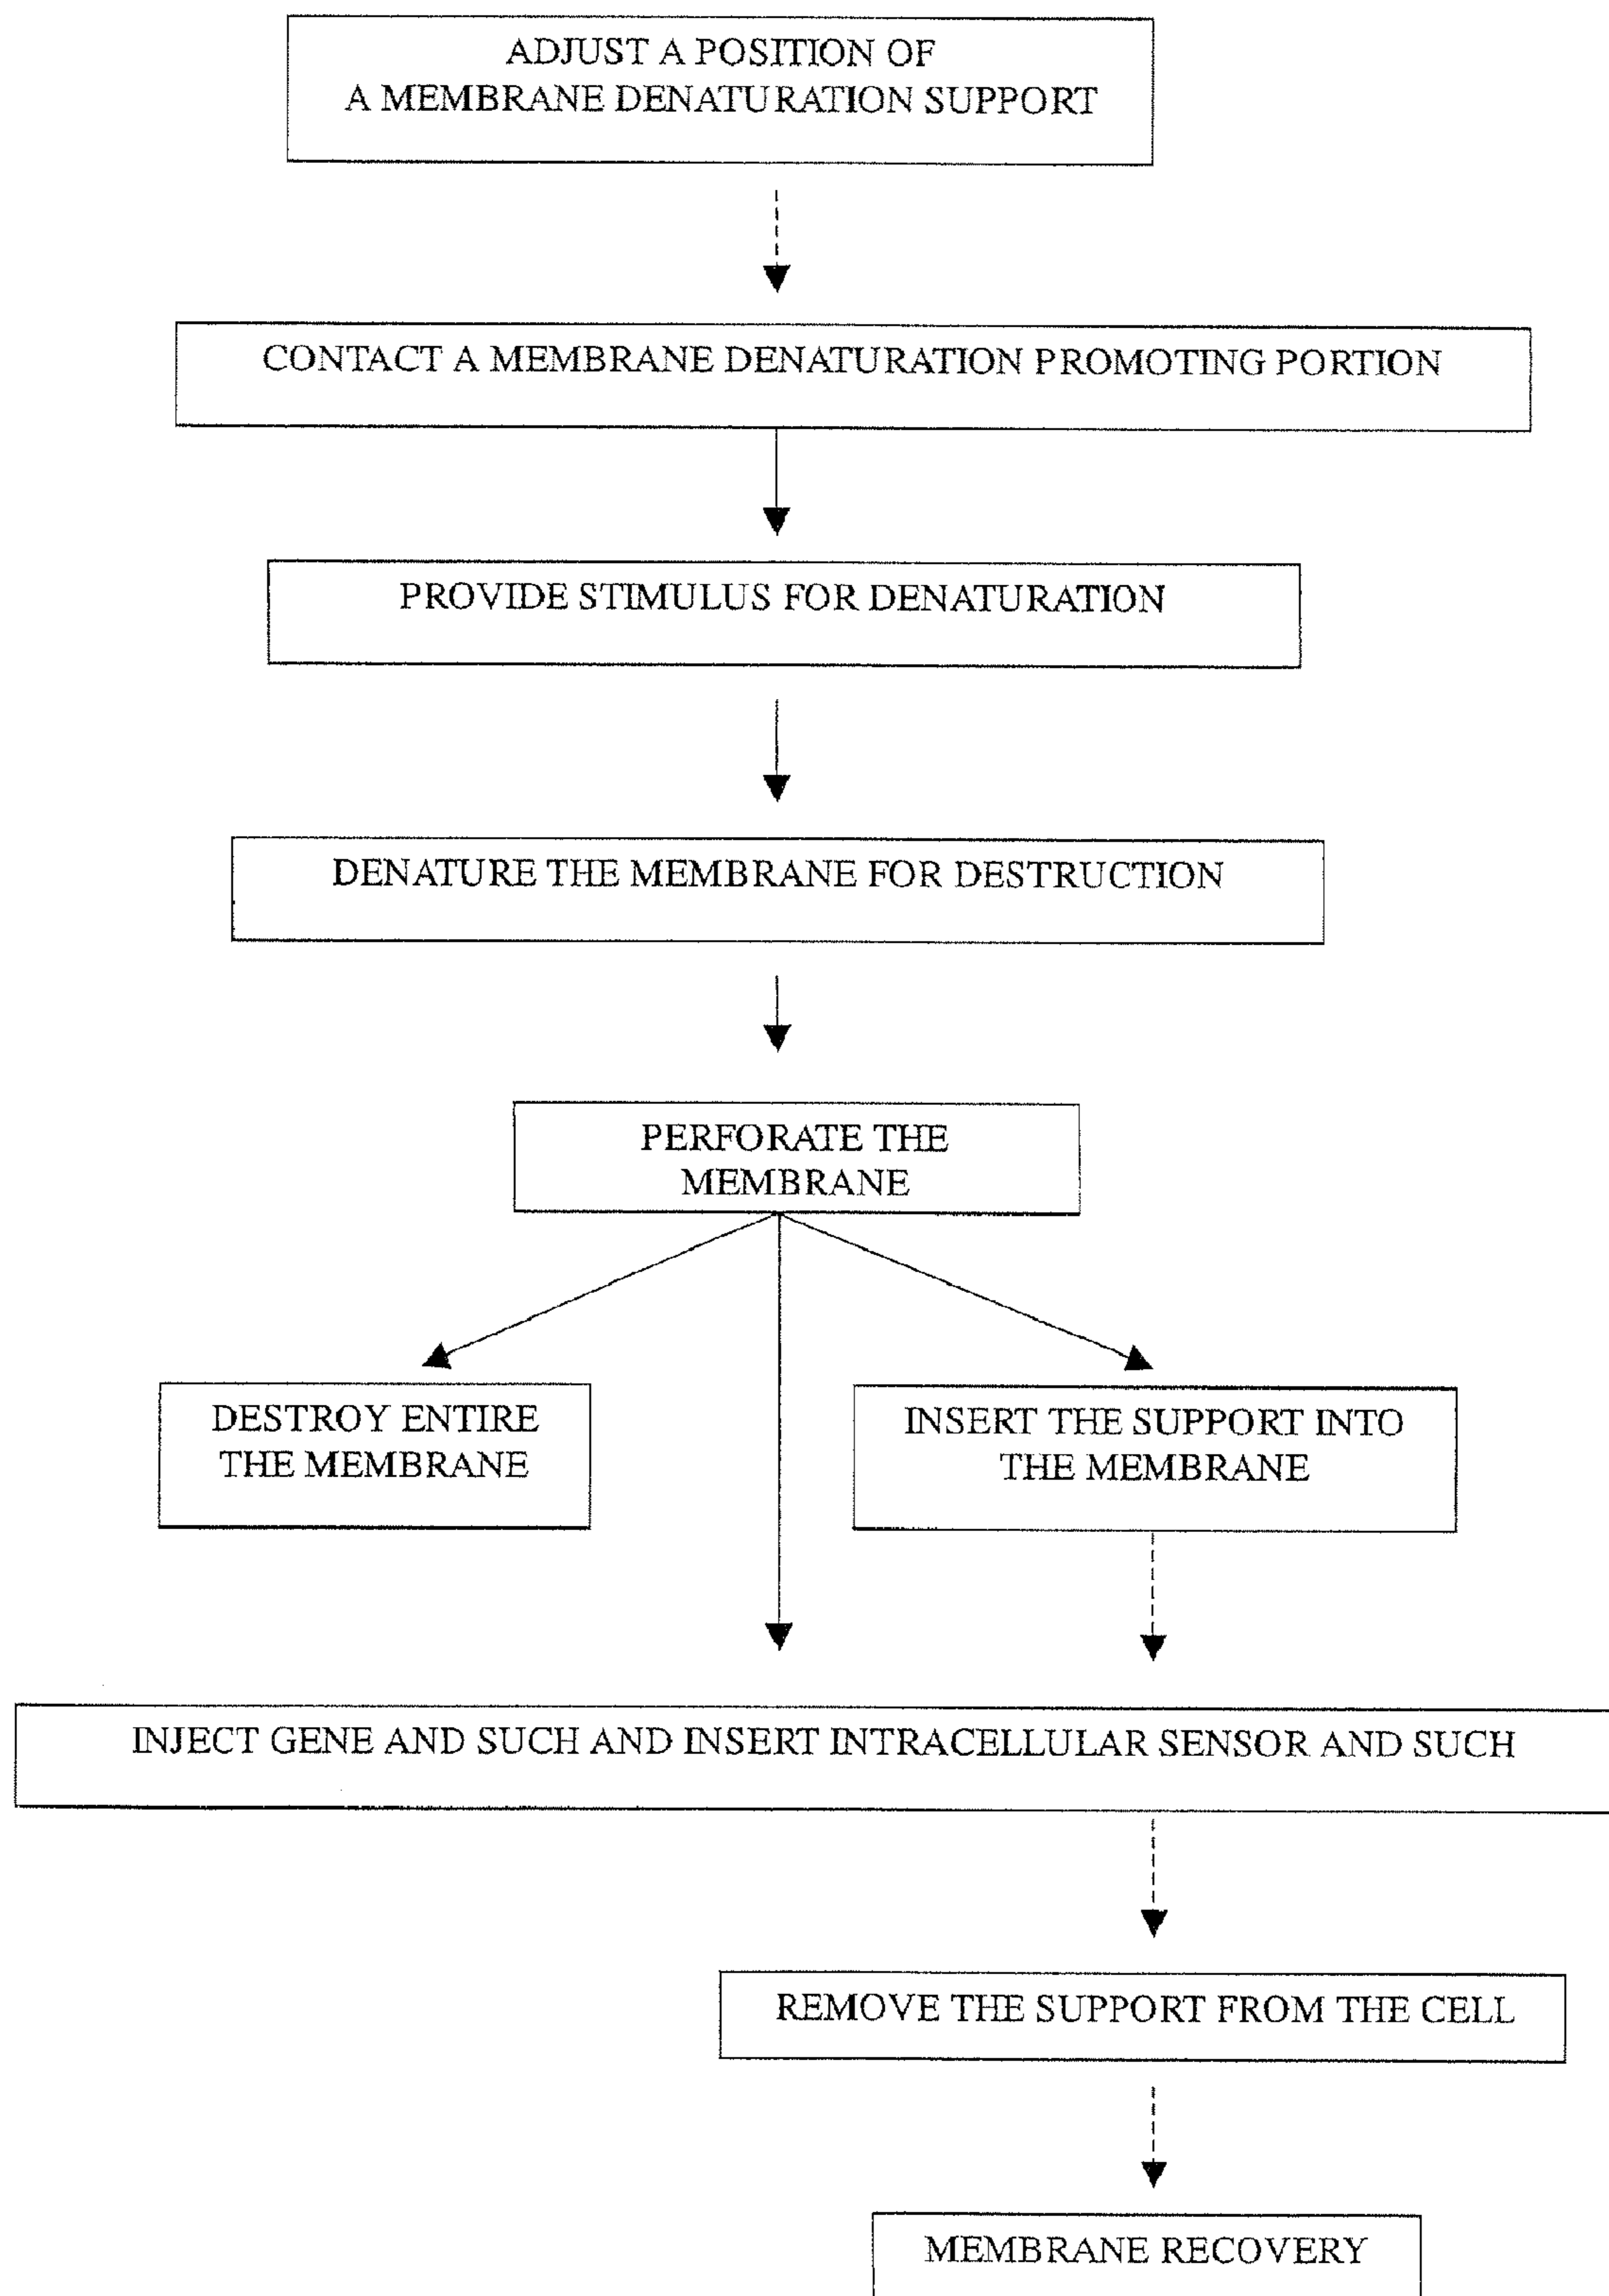 ADJUST A POSITION OF
A MEMBRANE DENATURATION SUPPORT
CONTACT A MEMBRANE DENATURATION PROMOTING PORTION
PROVIDE STIMULUS FOR DENATURATION
DENATURE THE MEMBRANE FOR DESTRUCTION
PERFORATE THE
MEMBRANE
DESTROY ENTIRE
THE MEMBRANE
INSERT THE SUPPORT INTO
THE MEMBRANE
INJECT GENE AND SUCH AND INSERT INTRACELLULAR SENSOR AND SUCH
REMOVE THE SUPPORT FROM THE CELL
MEMBRANE RECOVERY